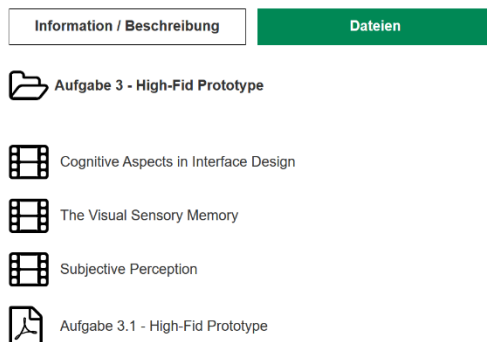 Information / Beschreibung
Dateien
Aufgabe 3 - High-Fid Prototype
Cognitive Aspects in Interface Design
The Visual Sensory Memory
Subjective Perception
Aufgabe 3.1 - High-Fid Prototype